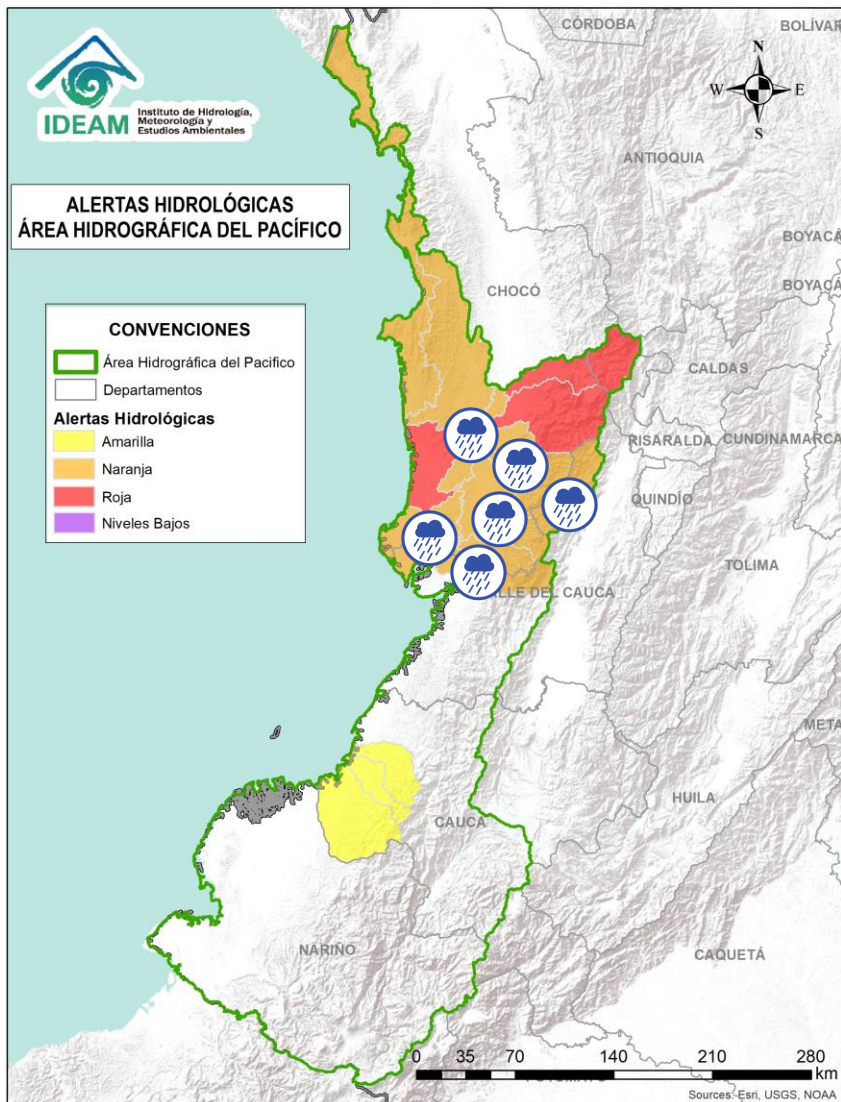 CÓRDOBA
BOLÍVAR
IDEAM
Instituto de Hidrología,
Meteorología y
Estudios Ambientales
N
W
E
S
ANTIOQUIA
ALERTAS HIDROLÓGICAS
ÁREA HIDROGRÁFICA DEL PACÍFICO
BOYACÁ
BOYACÁ
CHOCÓ
CONVENCIONES
Área Hidrográfica del Pacifico
Departamentos
Alertas Hidrológicas
Amarilla
Naranja
Roja
Niveles Bajos
CALDAS
RISARALDA
CUNDINAMARCA
QUINDÍO
TOLIMA
ALLE DEL CAUCA
META
HUILA
CAUCA
NARIÑO
CAQUETÁ
0 35 70 140 210 280
km
Sources: Esri, USGS, NOAA